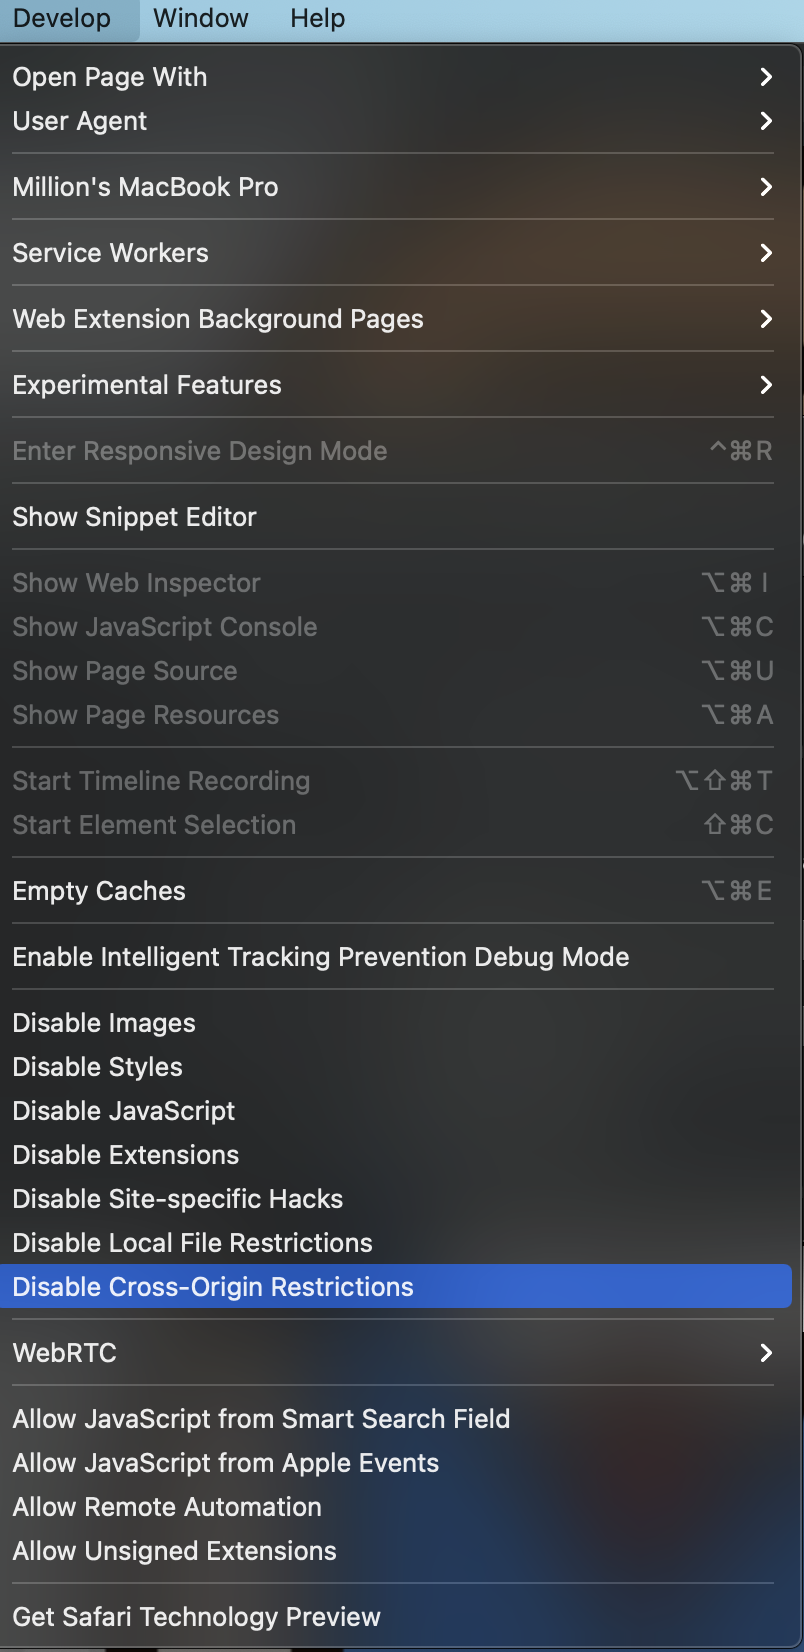 Develop Window Help
Open Page With
User Agent
Million's MacBook Pro
Service Workers
Web Extension Background Pages
Experimental Features
Enter Responsive Design Mode ^⌘R
Show Snippet Editor
Show Web Inspector ⌥⌘I
Show JavaScript Console ⌥⌘C
Show Page Source ⌥⌘U
Show Page Resources ⌥⌘A
Start Timeline Recording ⌥⇧⌘T
Start Element Selection ⇧⌘C
Empty Caches ⌥⌘E
Enable Intelligent Tracking Prevention Debug Mode
Disable Images
Disable Styles
Disable JavaScript
Disable Extensions
Disable Site-specific Hacks
Disable Local File Restrictions
Disable Cross-Origin Restrictions
WebRTC
Allow JavaScript from Smart Search Field
Allow JavaScript from Apple Events
Allow Remote Automation
Allow Unsigned Extensions
Get Safari Technology Preview